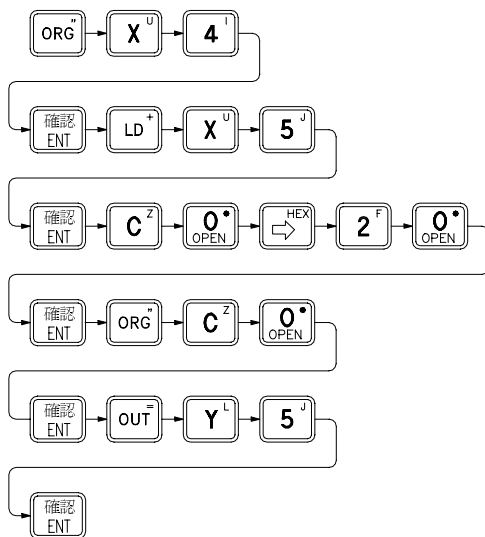 ORG " X U 4 I
確認 ENT LD + X U 5 J
確認 ENT C Z 0 • OPEN HEX 2 F 0 • OPEN
確認 ENT ORG " C Z 0 • OPEN
確認 ENT OUT = Y L 5 J
確認 ENT